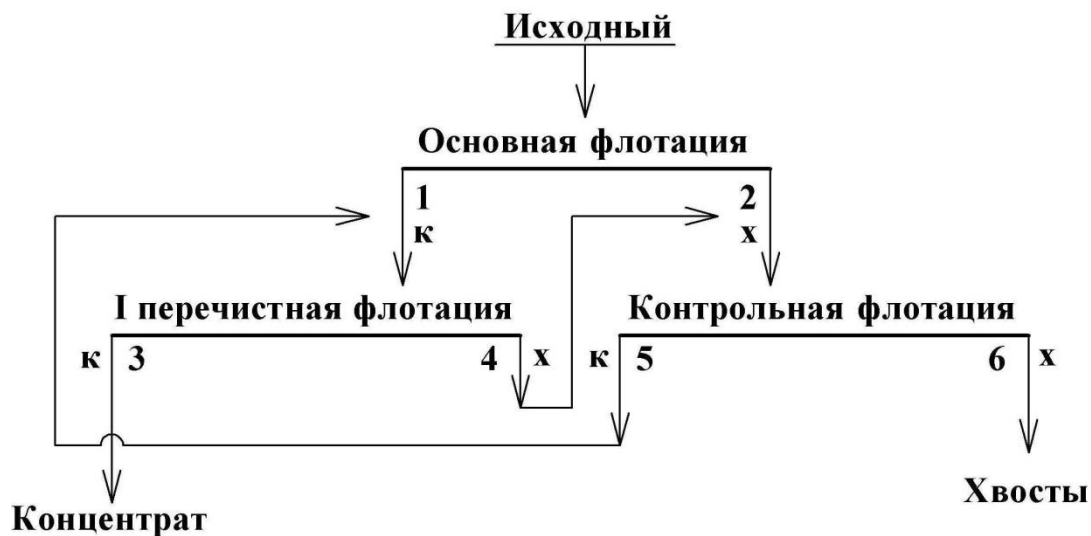 Исходный
Основная флотация
1
2
к
х
I перечистная флотация
Контрольная флотация
к 3
4 х
к 5
6 х
Концентрат
Хвосты